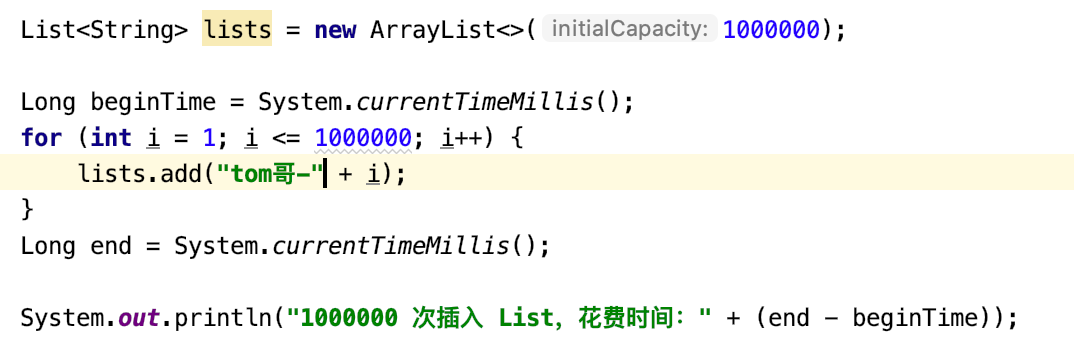 List<String> lists = new ArrayList<>( initialCapacity: 1000000);
Long beginTime = System.currentTimeMillis();
for (int i = 1; i <= 1000000; i++) {
lists.add("tom哥-" + i);
}
Long end = System.currentTimeMillis();
System.out.println("1000000 次插入 List，花费时间：" + (end - beginTime));